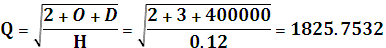 Q = √((2 + O + D)/H) = √((2 + 3 + 400000)/0.12) = 1825.7532